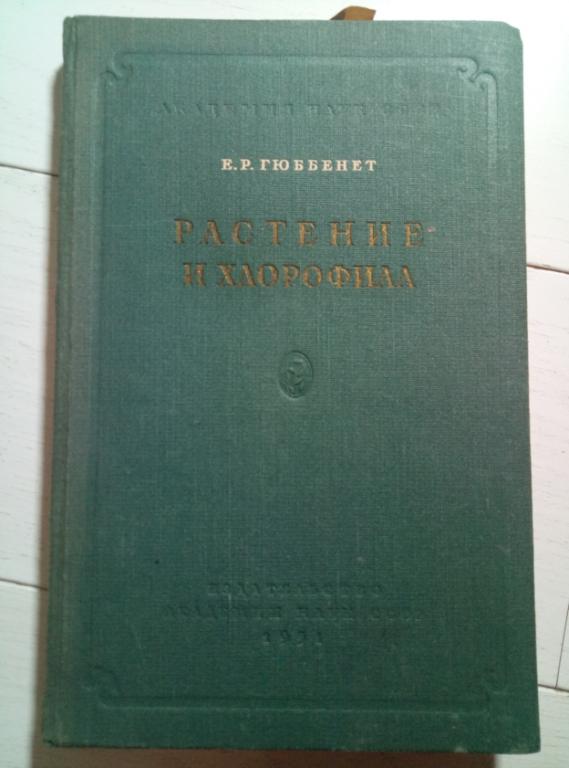 АКАДЕМИЯ НАУК СССР
Е. Р. ГЮББЕНЕТ
РАСТЕНИЕ
И ХЛОРОФИЛЛ
ИЗДАТЕЛЬСТВО
АКАДЕМИИ НАУК СССР
1951